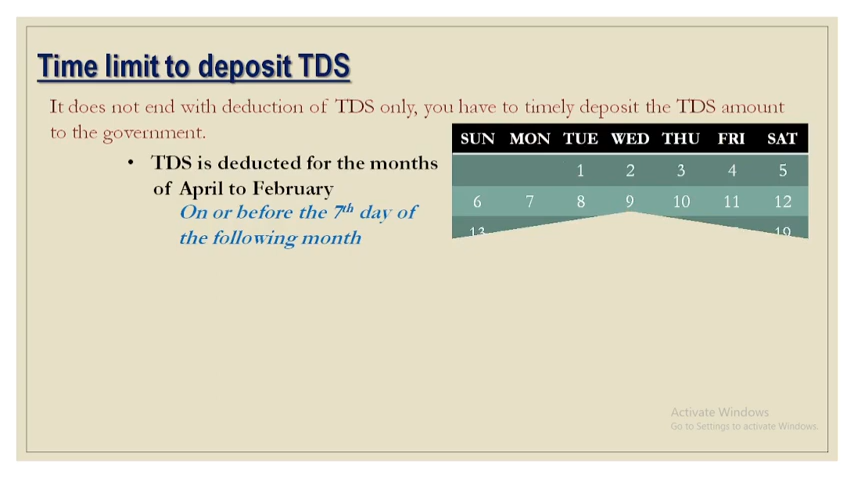 Time limit to deposit TDS
It does not end with deduction of TDS only, you have to timely deposit the TDS amount
to the government.
• TDS is deducted for the months
of April to February
On or before the 7th day of
the following month
SUN MON TUE WED THU FRI SAT
1 2 3 4 5
6 7 8 9 10 11 12
13 19
Activate Windows
Go to Settings to activate Windows.